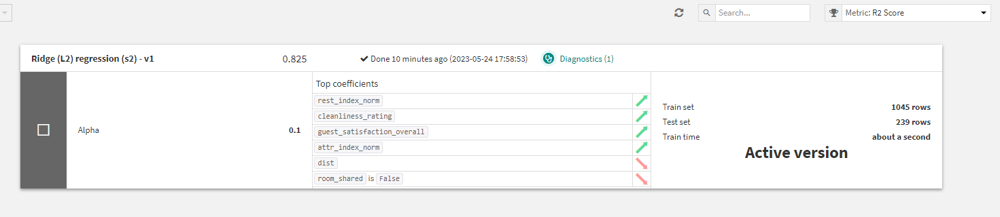 Search...
Metric: R2 Score
Ridge (L2) regression (s2) - v1
0.825
Done 10 minutes ago (2023-05-24 17:58:53)
Diagnostics (1)
Alpha
0.1
Top coefficients
rest_index_norm
cleanliness_rating
guest_satisfaction_overall
attr_index_norm
dist
room_shared is False
Train set 1045 rows
Test set 239 rows
Train time about a second
Active version